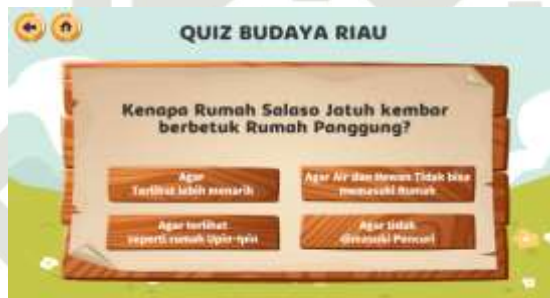 QUIZ BUDAYA RIAU
Kenapa Rumah Salaso Jatuh kembar
berbetuk Rumah Panggung?
Agar
Terlihat lebih menarik
Agar Air dan Hewan Tidak bisa
memasuki Rumah
Agar terlihat
seperti rumah Upin-Ipin
Agar tidak
dimasuki Pencuri